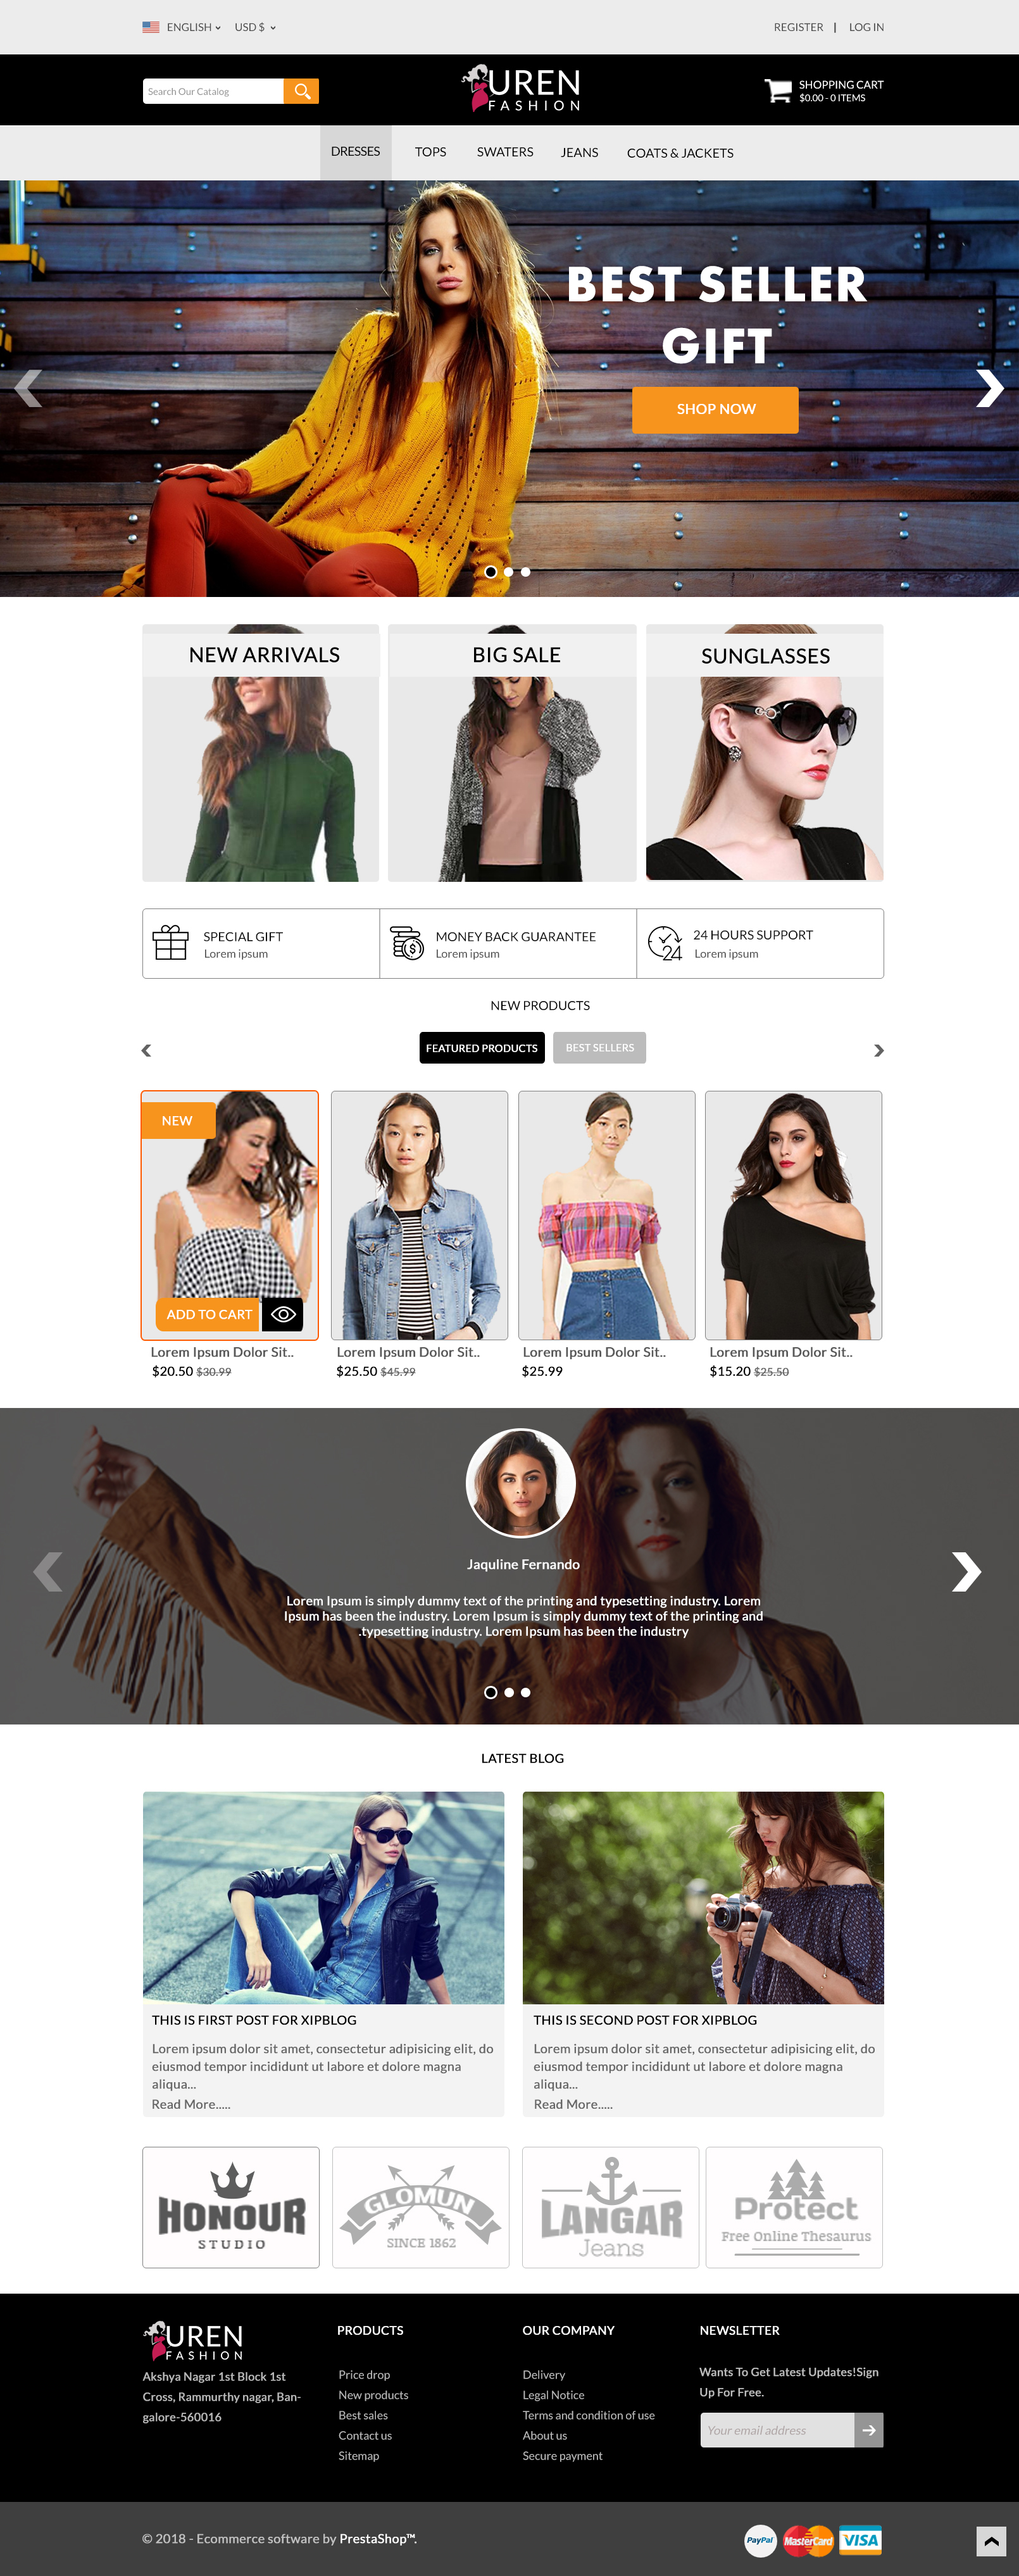 ENGLISH USD $ REGISTER | LOG IN
Search Our Catalog
UREN
FASHION
SHOPPING CART
$0.00 - 0 ITEMS
DRESSES TOPS SWATERS JEANS COATS & JACKETS
BEST SELLER
GIFT
SHOP NOW
NEW ARRIVALS
BIG SALE
SUNGLASSES
SPECIAL GIFT
Lorem ipsum
MONEY BACK GUARANTEE
Lorem ipsum
24
24 HOURS SUPPORT
Lorem ipsum
NEW PRODUCTS
FEATURED PRODUCTS
BEST SELLERS
NEW
ADD TO CART
Lorem Ipsum Dolor Sit..
$20.50 $30.99
Lorem Ipsum Dolor Sit..
$25.50 $45.99
Lorem Ipsum Dolor Sit..
$25.99
Lorem Ipsum Dolor Sit..
$15.20 $25.50
Jaquline Fernando
Lorem Ipsum is simply dummy text of the printing and typesetting industry. Lorem
Ipsum has been the industry. Lorem Ipsum is simply dummy text of the printing and
.typesetting industry. Lorem Ipsum has been the industry
LATEST BLOG
THIS IS FIRST POST FOR XIPBLOG
Lorem ipsum dolor sit amet, consectetur adipisicing elit, do
eiusmod tempor incididunt ut labore et dolore magna
aliqua...
Read More.....
THIS IS SECOND POST FOR XIPBLOG
Lorem ipsum dolor sit amet, consectetur adipisicing elit, do
eiusmod tempor incididunt ut labore et dolore magna
aliqua...
Read More.....
HONOUR
STUDIO
GLOMUN
SINCE 1862
LANGAR
Jeans
Protect
Free Online Thesaurus
UREN
FASHION
Akshya Nagar 1st Block 1st
Cross, Rammurthy nagar, Ban-
galore-560016
PRODUCTS
Price drop
New products
Best sales
Contact us
Sitemap
OUR COMPANY
Delivery
Legal Notice
Terms and condition of use
About us
Secure payment
NEWSLETTER
Wants To Get Latest Updates!Sign
Up For Free.
Your email address
© 2018 - Ecommerce software by PrestaShop™.
PayPal
MasterCard
VISA